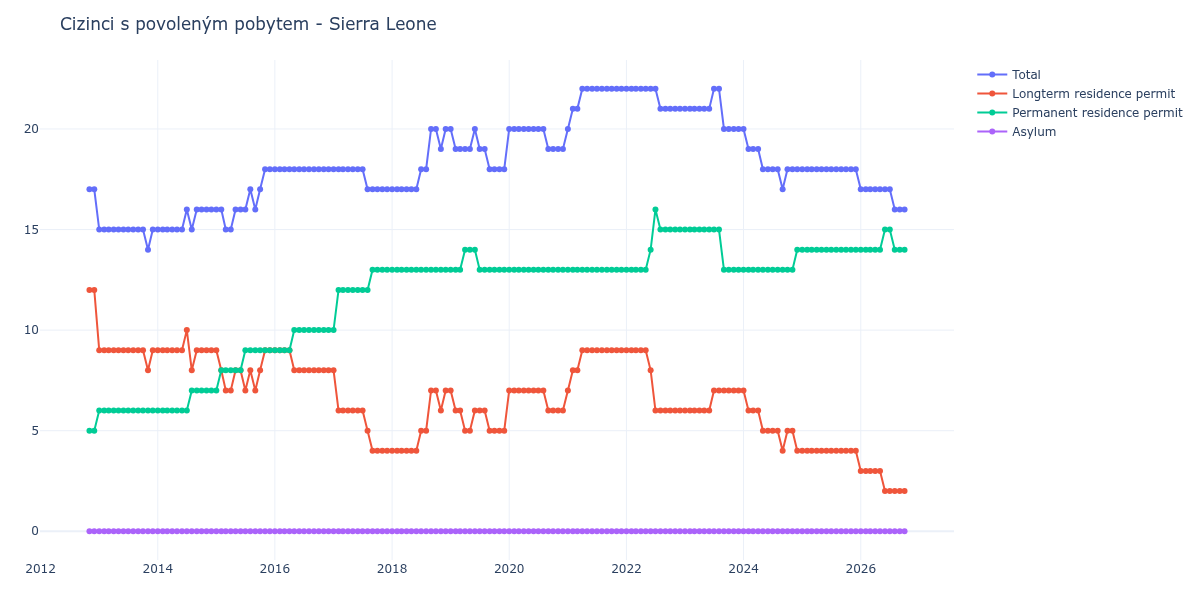 Cizinci s povoleným pobytem - Sierra Leone
Total
Longterm residence permit
Permanent residence permit
Asylum
20
15
10
5
0
2012
2014
2016
2018
2020
2022
2024
2026